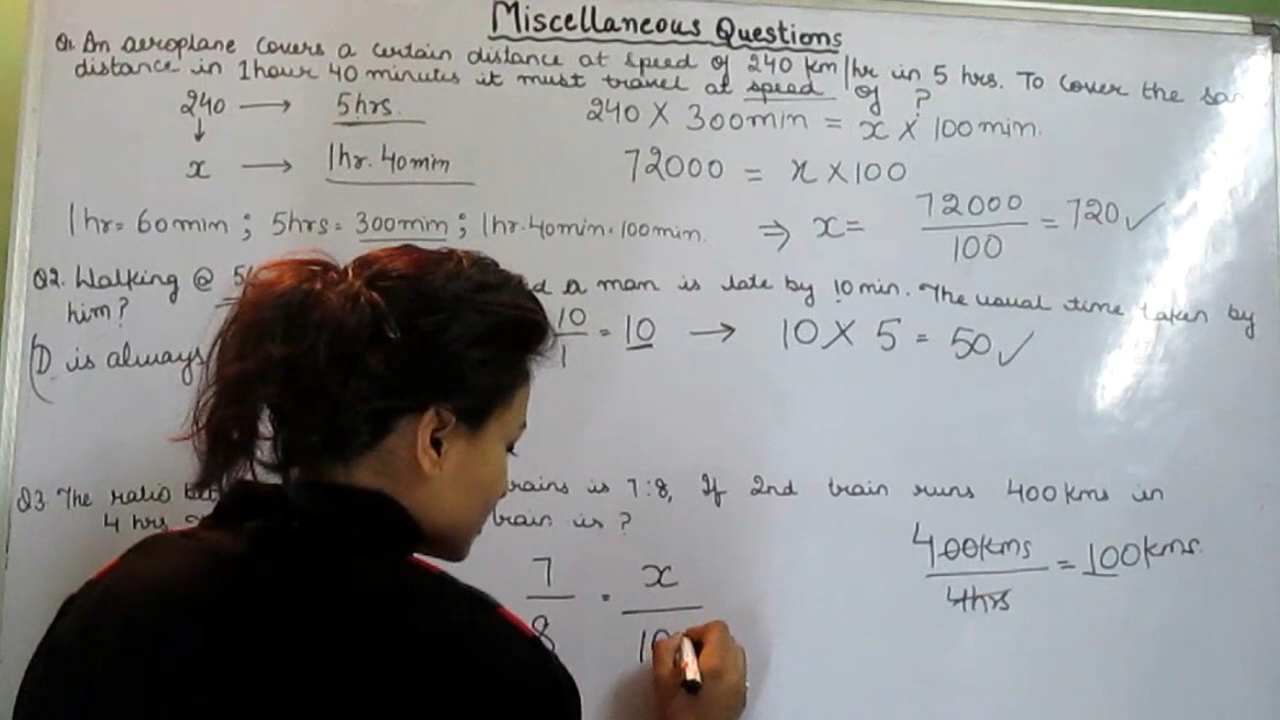 Miscellaneous Questions
Q1. An aeroplane covers a certain distance at speed of 240 km/hr in 5 hrs. To cover the
distance in 1hour 40 minutes it must travel at speed of ?
240 → 5hrs.
240 X 300min = x X 100min.
↓
x → 1hr. 40min
72000 = x X 100
1hr = 60min ; 5hrs = 300min ; 1hr. 40min = 100min.
⇒ x = 72000 / 100 = 720 ✓
Q2. Walking @ a man is late by 10min. The usual time taken by
him?
10 / 1 = 10 → 10 X 5 = 50 ✓
(D is always
Q3 The ratio trains is 7:8, If 2nd train runs 400kms in
4 hrs train is ?
7 / 8 = x / 10
400kms / 4hrs = 100kms.